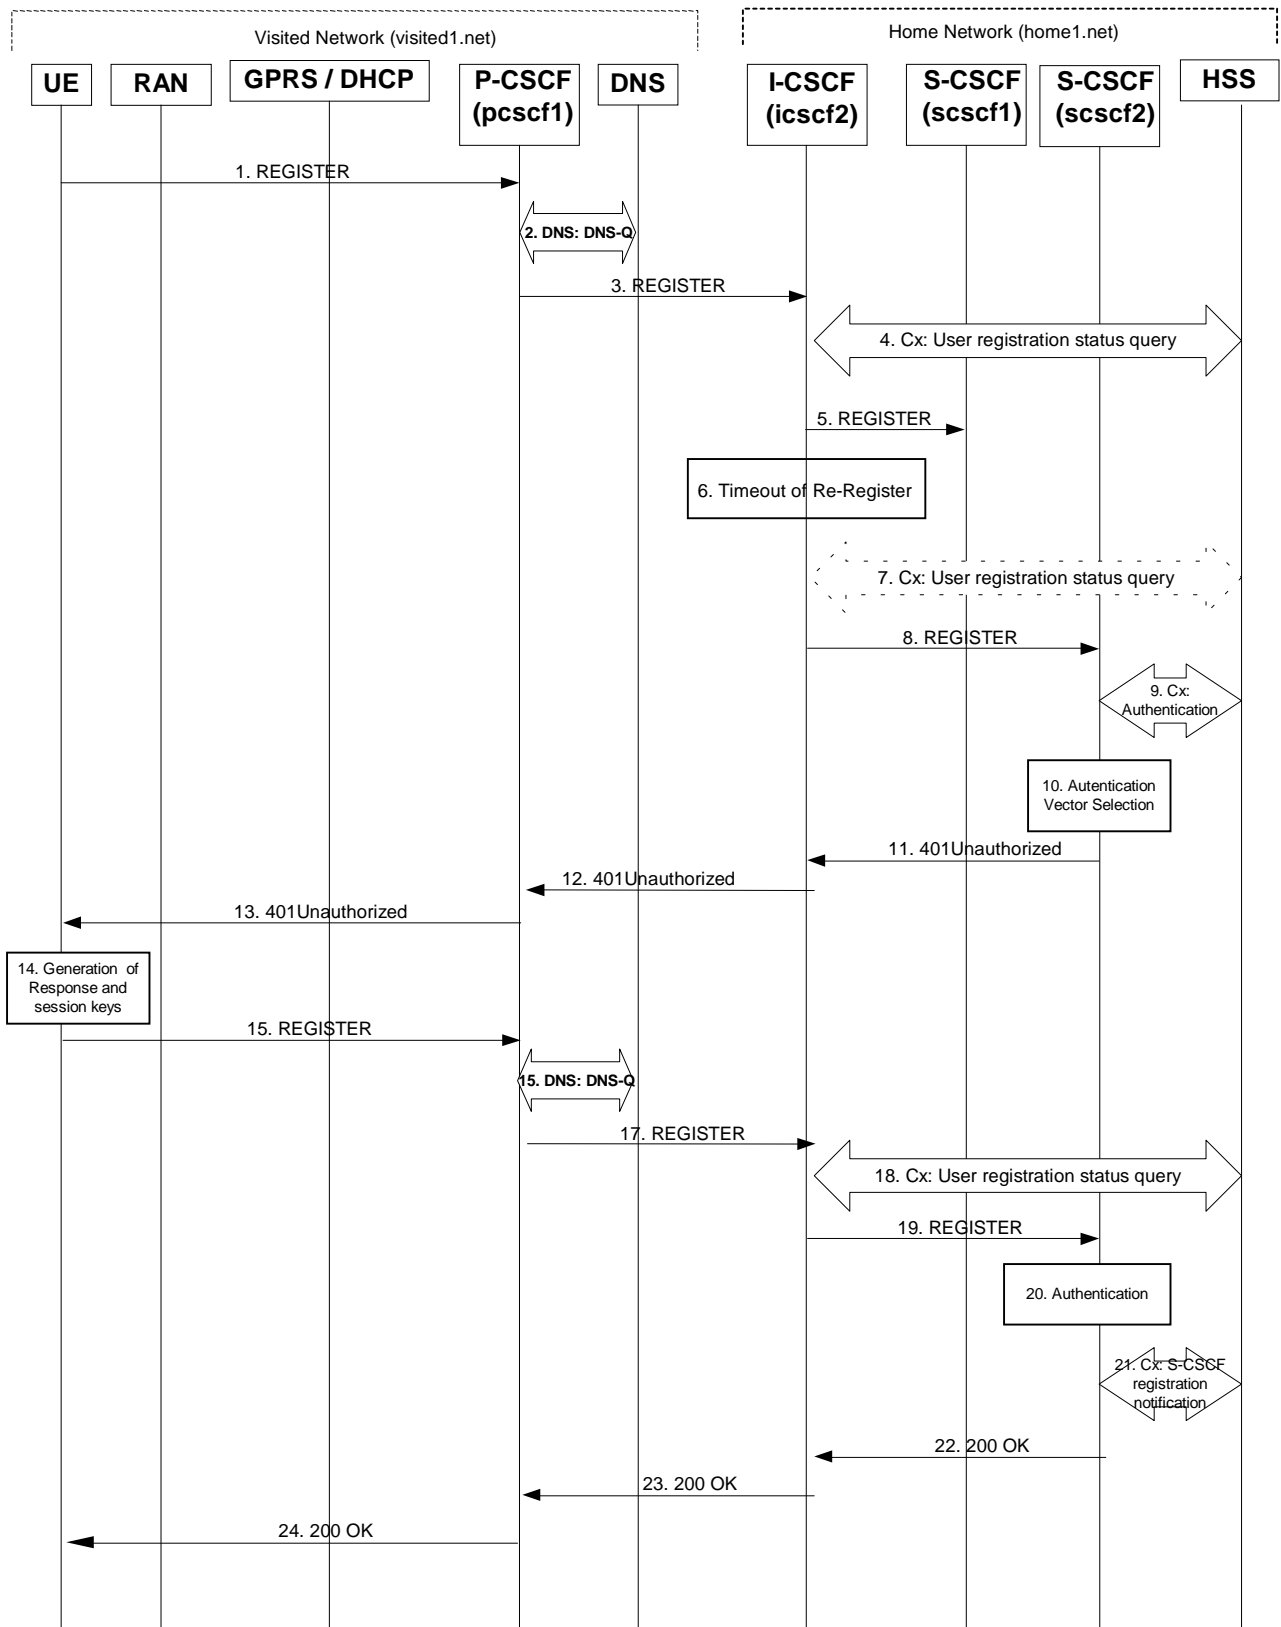 Visited Network (visited1.net)
Home Network (home1.net)
UE
RAN
GPRS / DHCP
P-CSCF
(pcscf1)
DNS
I-CSCF
(icscf2)
S-CSCF
(scscf1)
S-CSCF
(scscf2)
HSS
1. REGISTER
2. DNS: DNS-Q
3. REGISTER
4. Cx: User registration status query
5. REGISTER
6. Timeout of Re-Register
7. Cx: User registration status query
8. REGISTER
9. Cx:
Authentication
10. Autentication
Vector Selection
11. 401Unauthorized
12. 401Unauthorized
13. 401Unauthorized
14. Generation of
Response and
session keys
15. REGISTER
15. DNS: DNS-Q
17. REGISTER
18. Cx: User registration status query
19. REGISTER
20. Authentication
21. Cx: S-CSCF
registration
notification
22. 200 OK
23. 200 OK
24. 200 OK